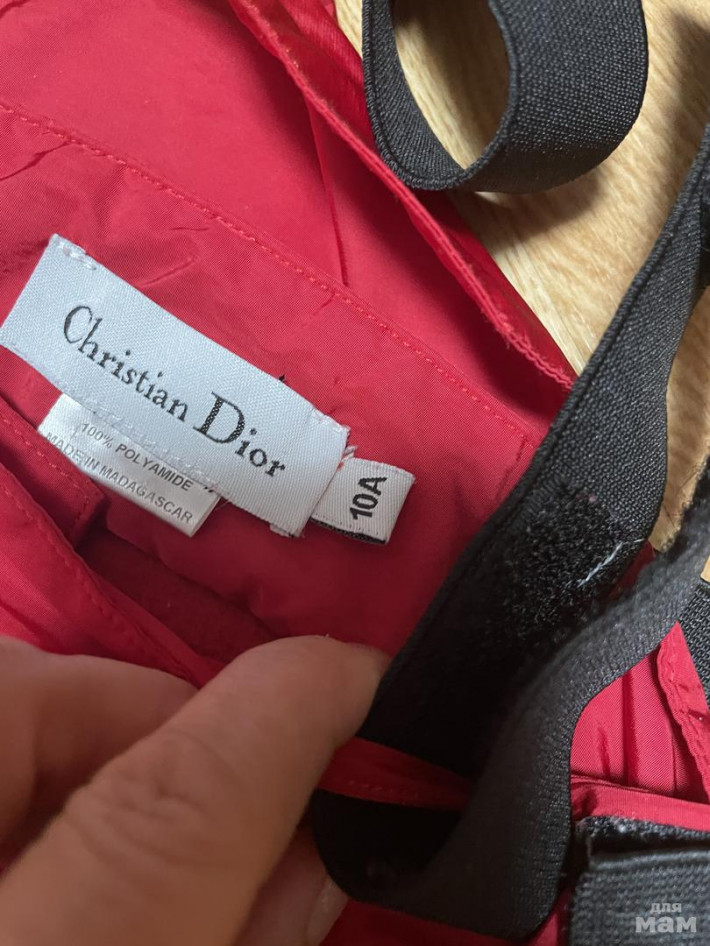 Christian Dior
100% POLYAMIDE
MADE IN MADAGASCAR
10A
для
мам